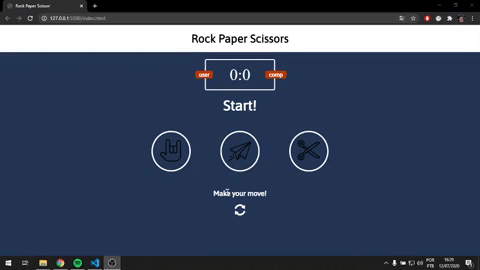 Rock Paper Scissor
127.0.0.1:5500/index.html
Rock Paper Scissors
user
0:0
comp
Start!
Make your move!
POR
PTB
16:29
12/07/2020